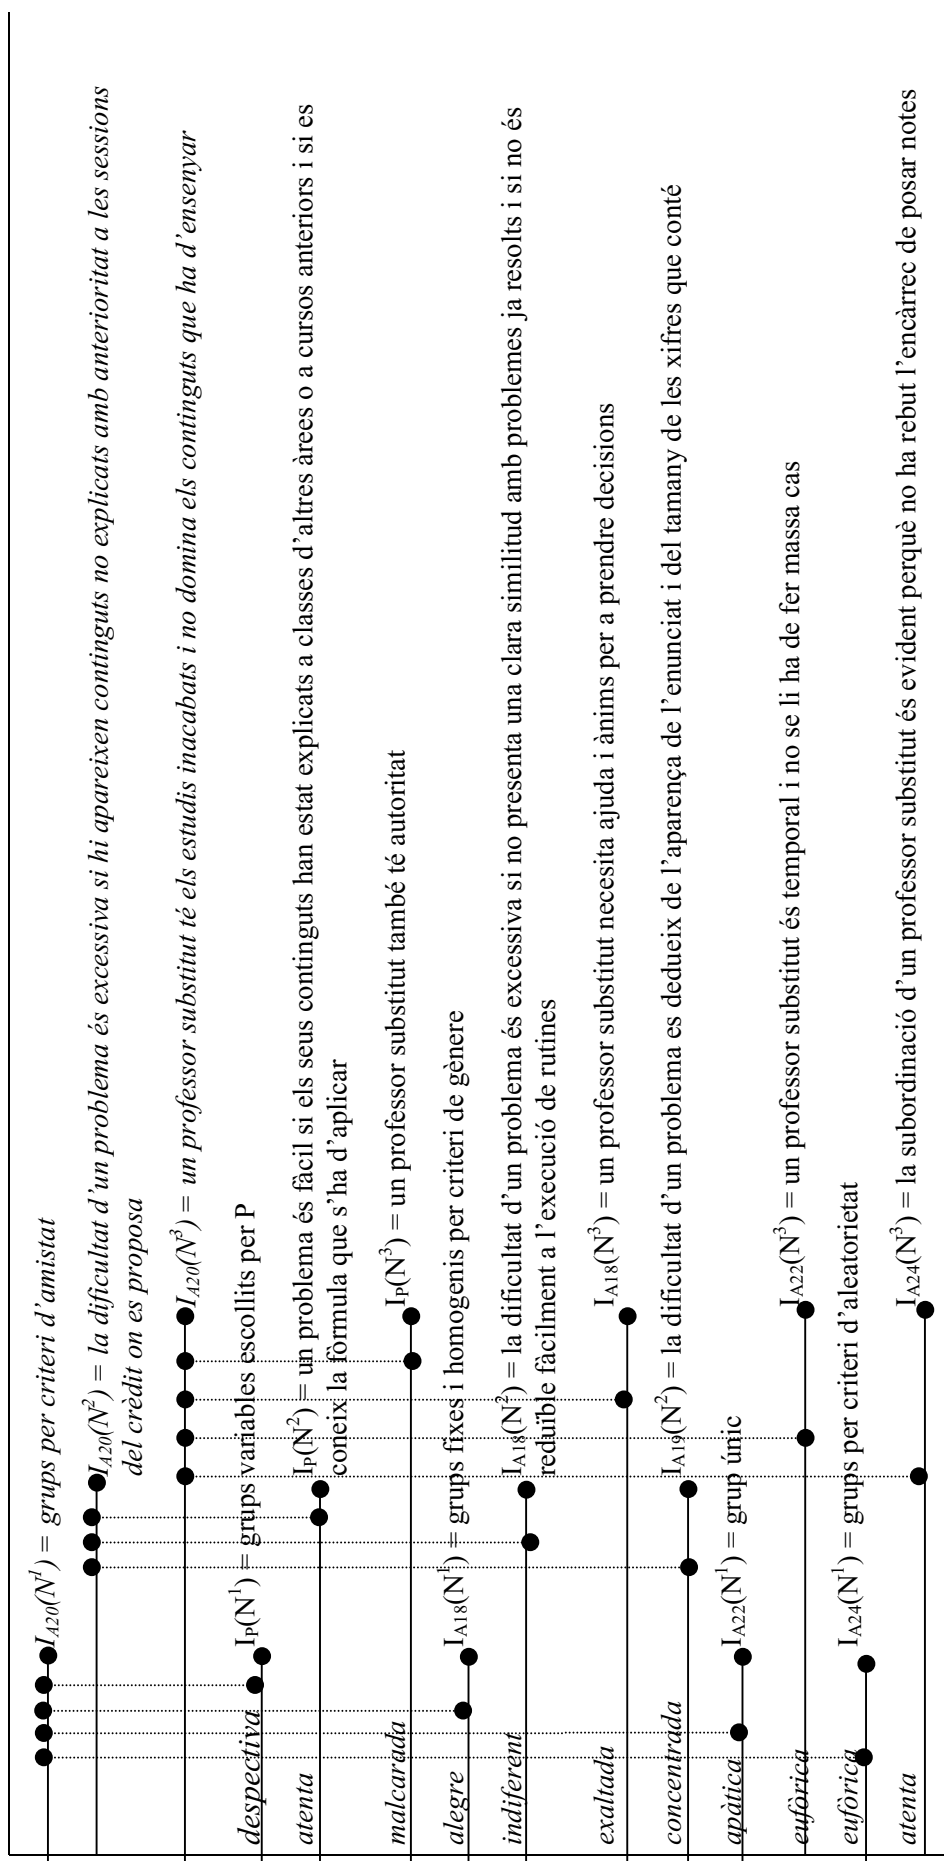 I_A20(N^1) = grups per criteri d'amistat
I_A20(N^2) = la dificultat d'un problema és excessiva si hi apareixen continguts no explicats amb anterioritat a les sessions
del crèdit on es proposa
I_A20(N^3) = un professor substitut té els estudis inacabats i no domina els continguts que ha d'ensenyar
despectiva
I_P(N^1) = grups variables escollits per P
atenta
I_P(N^2) = un problema és fàcil si els seus continguts han estat explicats a classes d'altres àrees o a cursos anteriors i si es
coneix la fòrmula que s'ha d'aplicar
malcarada
I_P(N^3) = un professor substitut també té autoritat
alegre
I_A18(N^1) = grups fixes i homogenis per criteri de gènere
indiferent
I_A18(N^2) = la dificultat d'un problema és excessiva si no presenta una clara similitud amb problemes ja resolts i si no és
reduïble fàcilment a l'execució de rutines
exaltada
I_A18(N^3) = un professor substitut necesita ajuda i ànims per a prendre decisions
concentrada
I_A19(N^2) = la dificultat d'un problema es dedueix de l'aparença de l'enunciat i del tamany de les xifres que conté
apàtica
I_A22(N^1) = grup únic
eufòrica
I_A22(N^3) = un professor substitut és temporal i no se li ha de fer massa cas
eufòrica
I_A24(N^1) = grups per criteri d'aleatorietat
atenta
I_A24(N^3) = la subordinació d'un professor substitut és evident perquè no ha rebut l'encàrrec de posar notes